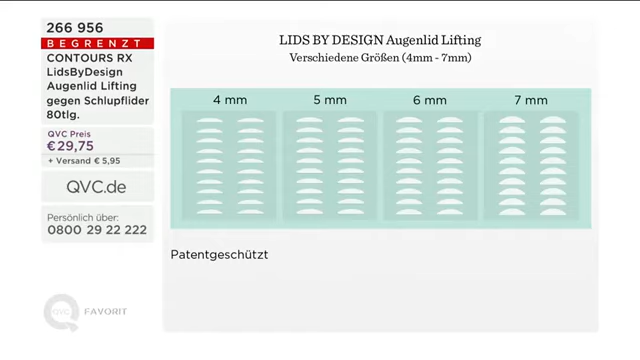 266 956
BEGRENZT
CONTOURS RX
LidsByDesign
Augenlid Lifting
gegen Schlupflider
80tlg.
QVC Preis
€29,75
+ Versand € 5,95
QVC.de
Persönlich über:
0800 29 22 222
LIDS BY DESIGN Augenlid Lifting
Verschiedene Größen (4mm - 7mm)
4 mm 5 mm 6 mm 7 mm
Patentgeschützt
QVC FAVORIT